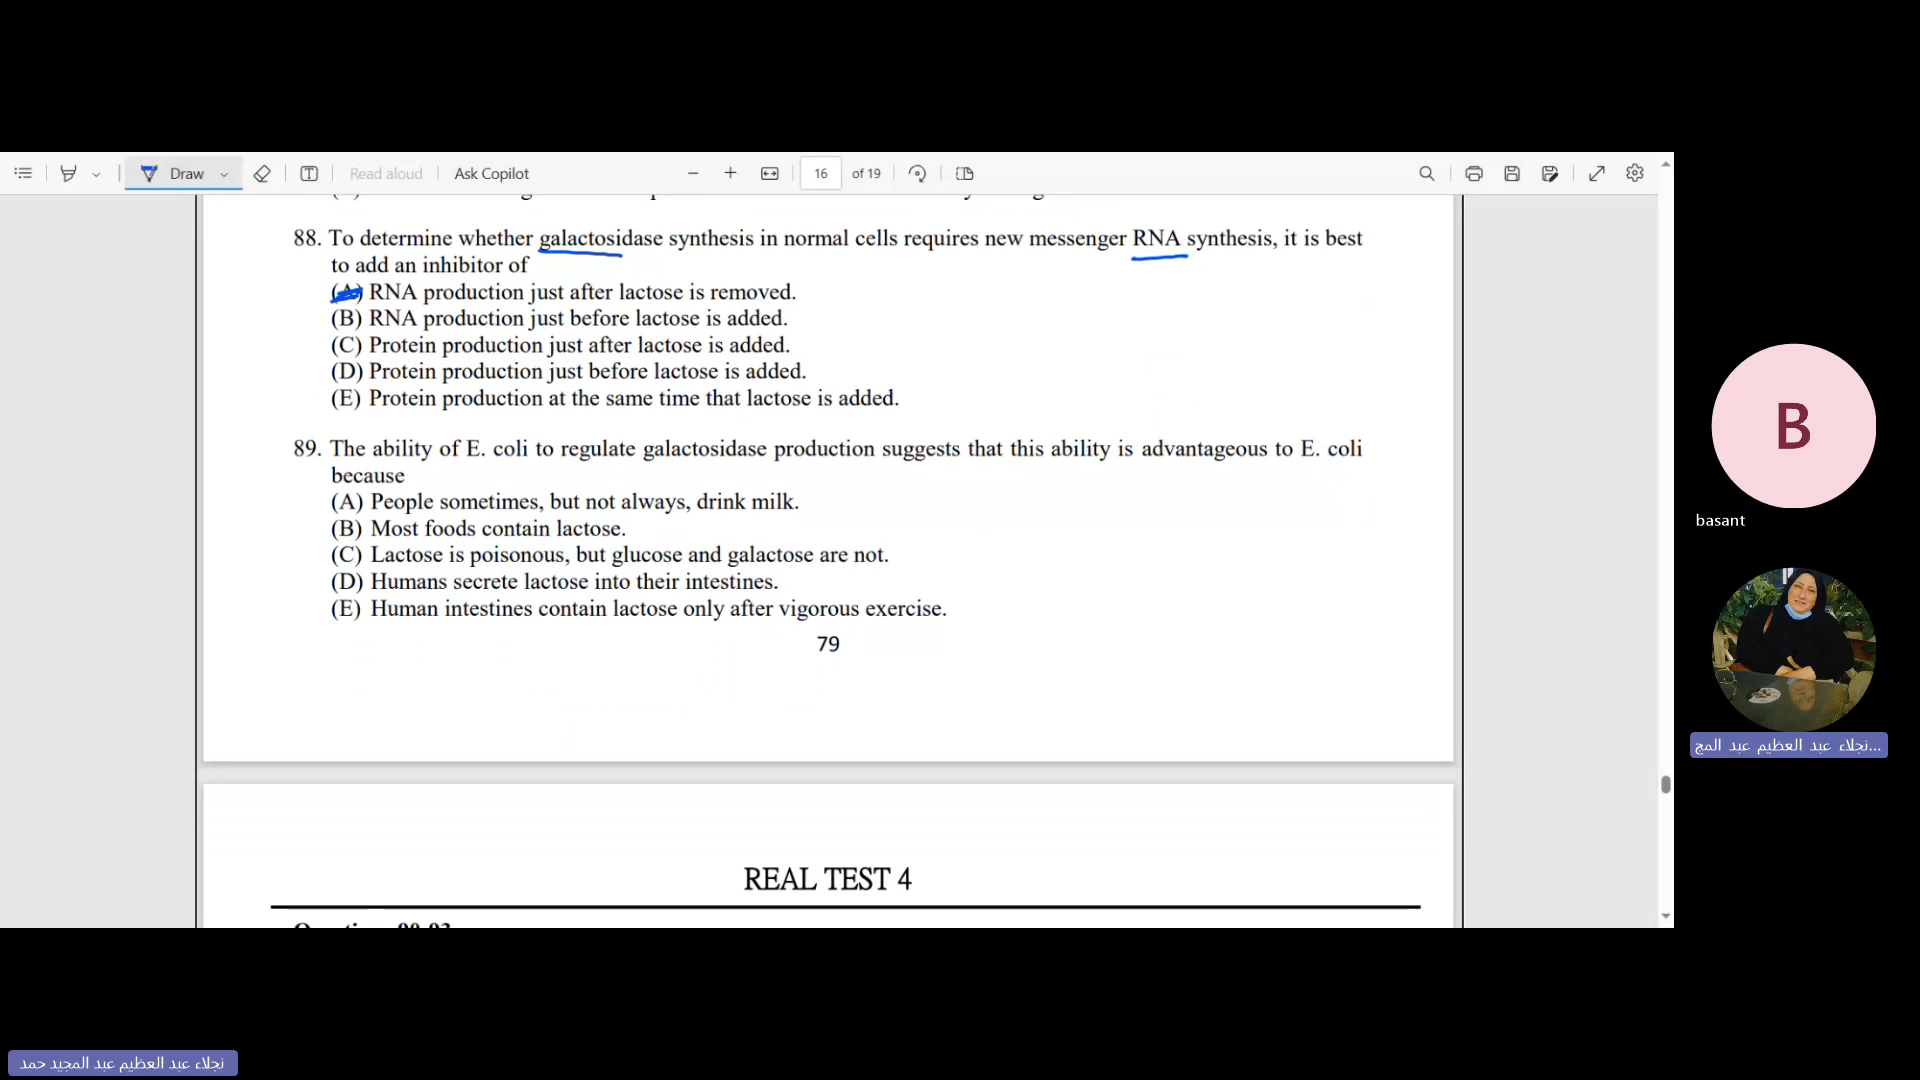 Draw
Read aloud
Ask Copilot
16 of 19
88. To determine whether galactosidase synthesis in normal cells requires new messenger RNA synthesis, it is best
to add an inhibitor of
(A) RNA production just after lactose is removed.
(B) RNA production just before lactose is added.
(C) Protein production just after lactose is added.
(D) Protein production just before lactose is added.
(E) Protein production at the same time that lactose is added.
89. The ability of E. coli to regulate galactosidase production suggests that this ability is advantageous to E. coli
because
(A) People sometimes, but not always, drink milk.
(B) Most foods contain lactose.
(C) Lactose is poisonous, but glucose and galactose are not.
(D) Humans secrete lactose into their intestines.
(E) Human intestines contain lactose only after vigorous exercise.
79
REAL TEST 4
B
basant
نجلاء عبد العظيم عبد المج...
نجلاء عبد العظيم عبد المجيد حمد